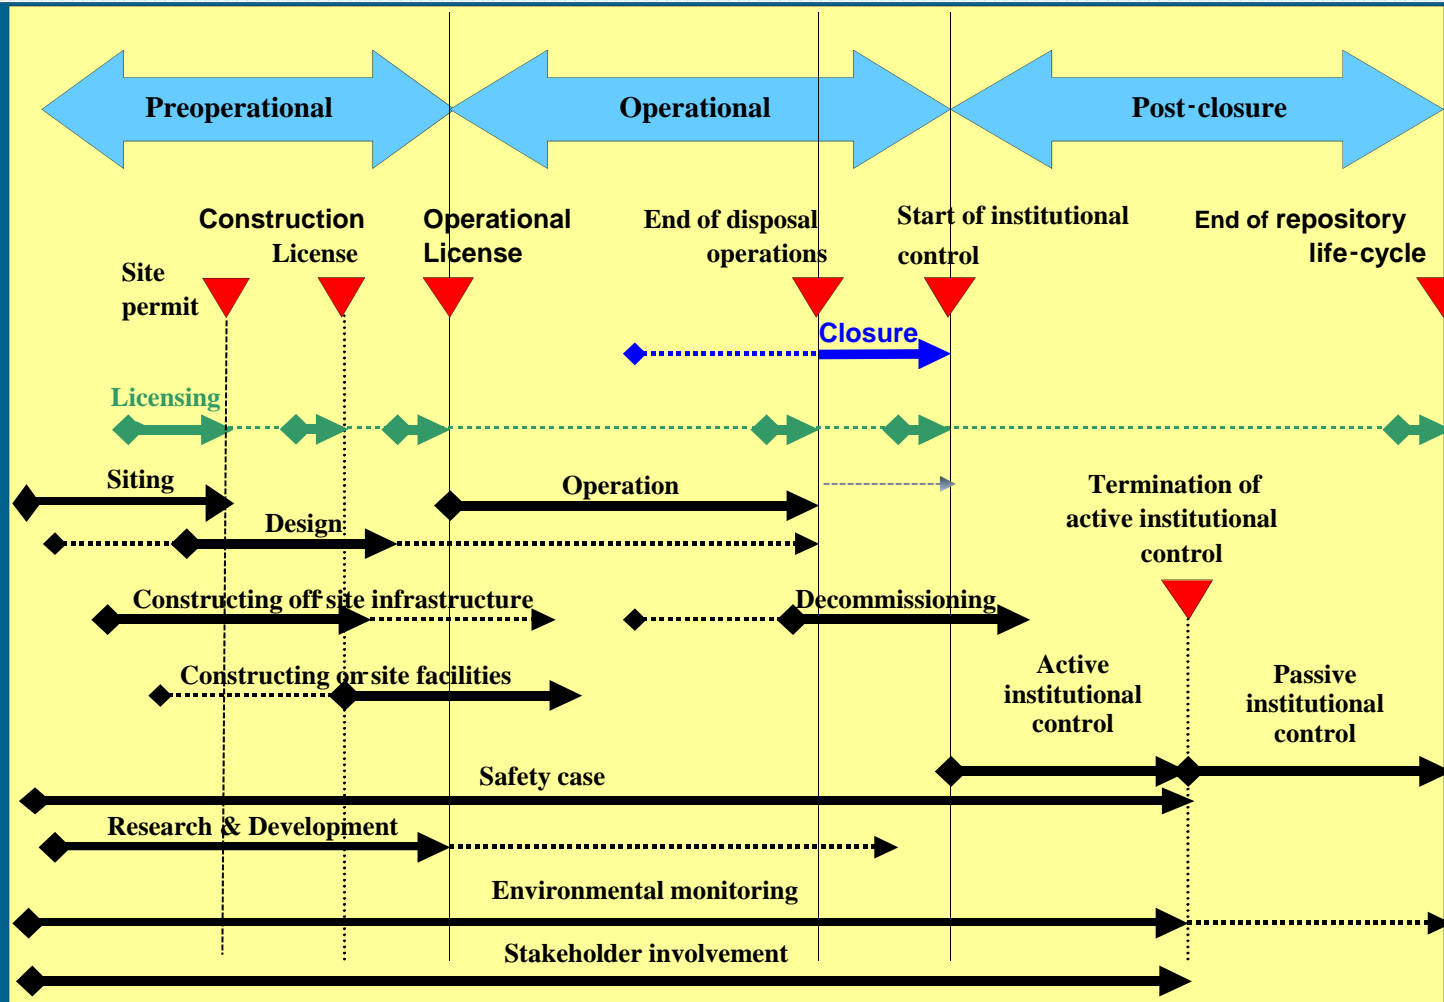 Preoperational
Operational
Post-closure
Construction
License
Operational
License
End of disposal
operations
Start of institutional
control
End of repository
life-cycle
Site
permit
Closure
Licensing
Siting
Operation
Termination of
active institutional
control
Design
Constructing off-site infrastructure
Decommissioning
Constructing on-site facilities
Active
institutional
control
Passive
institutional
control
Safety case
Research & Development
Environmental monitoring
Stakeholder involvement